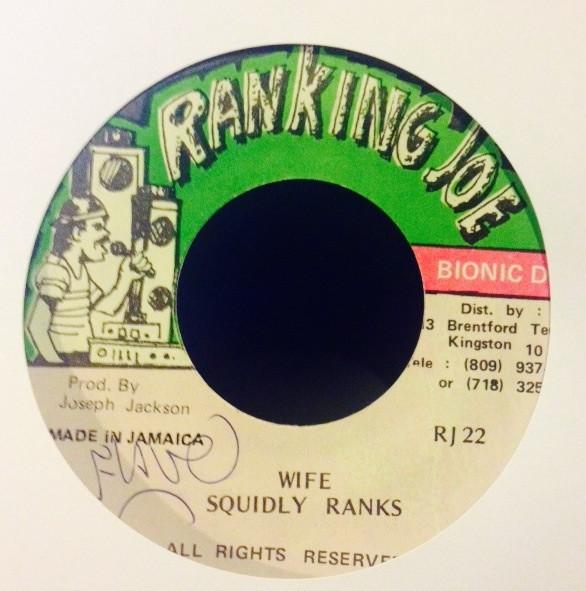 RANKING JOE
BIONIC D
Dist. by :
13 Brentford Te
Kingston 10
ele : (809) 937
or (718) 325
Prod. By
Joseph Jackson
MADE IN JAMAICA
RJ 22
WIFE
SQUIDLY RANKS
ALL RIGHTS RESERVE